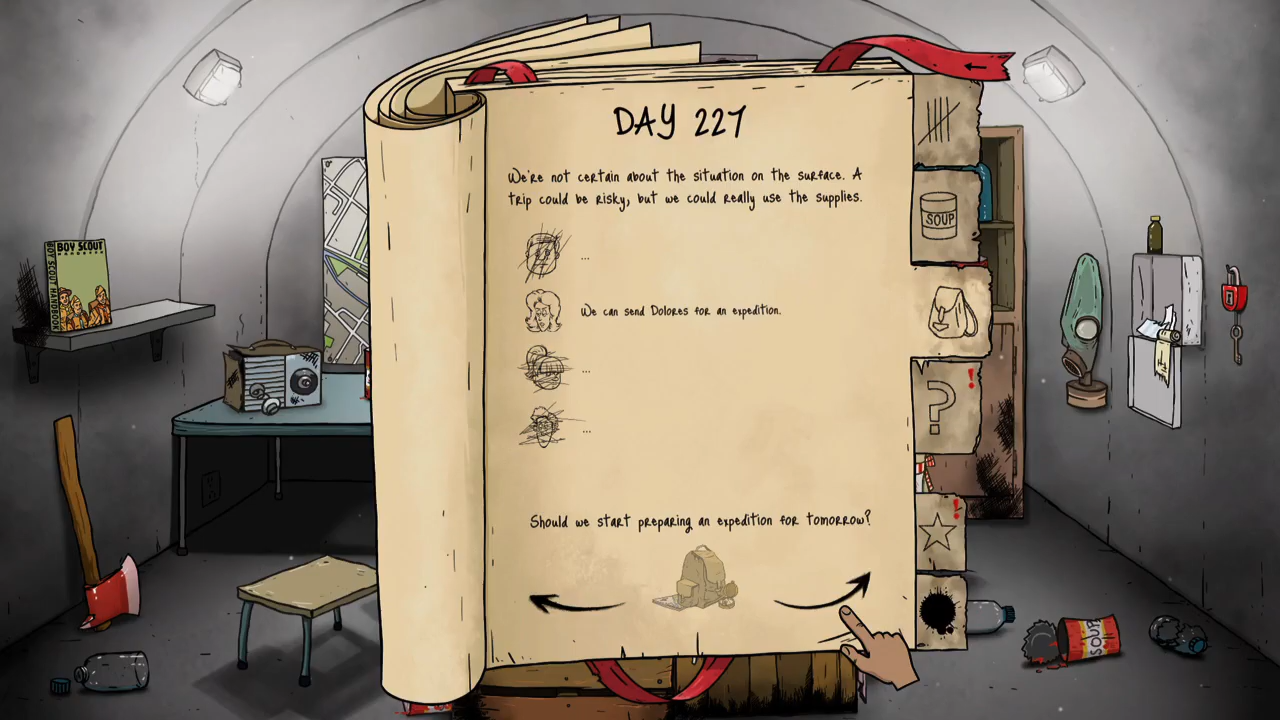 DAY 227
We're not certain about the situation on the surface. A
trip could be risky, but we could really use the supplies.
...
We can send Dolores for an expedition.
...
...
Should we start preparing an expedition for tomorrow?
SOUP
!
?
!
BOY SCOUT
BOY SCOUT HANDBOOK
SOUP